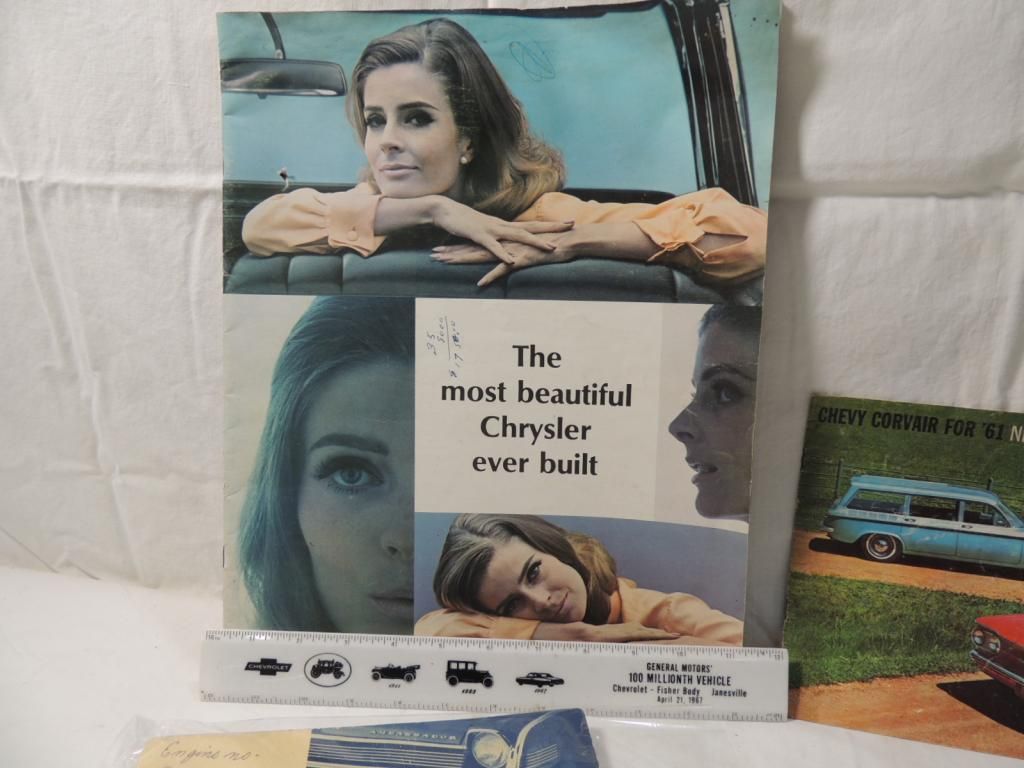 The
most beautiful
Chrysler
ever built
CHEVY CORVAIR FOR '61
CHEVROLET
GENERAL MOTORS'
100 MILLIONTH VEHICLE
Chevrolet - Fisher Body Janesville
April 21, 1967
AMBASSADOR
Engine no.